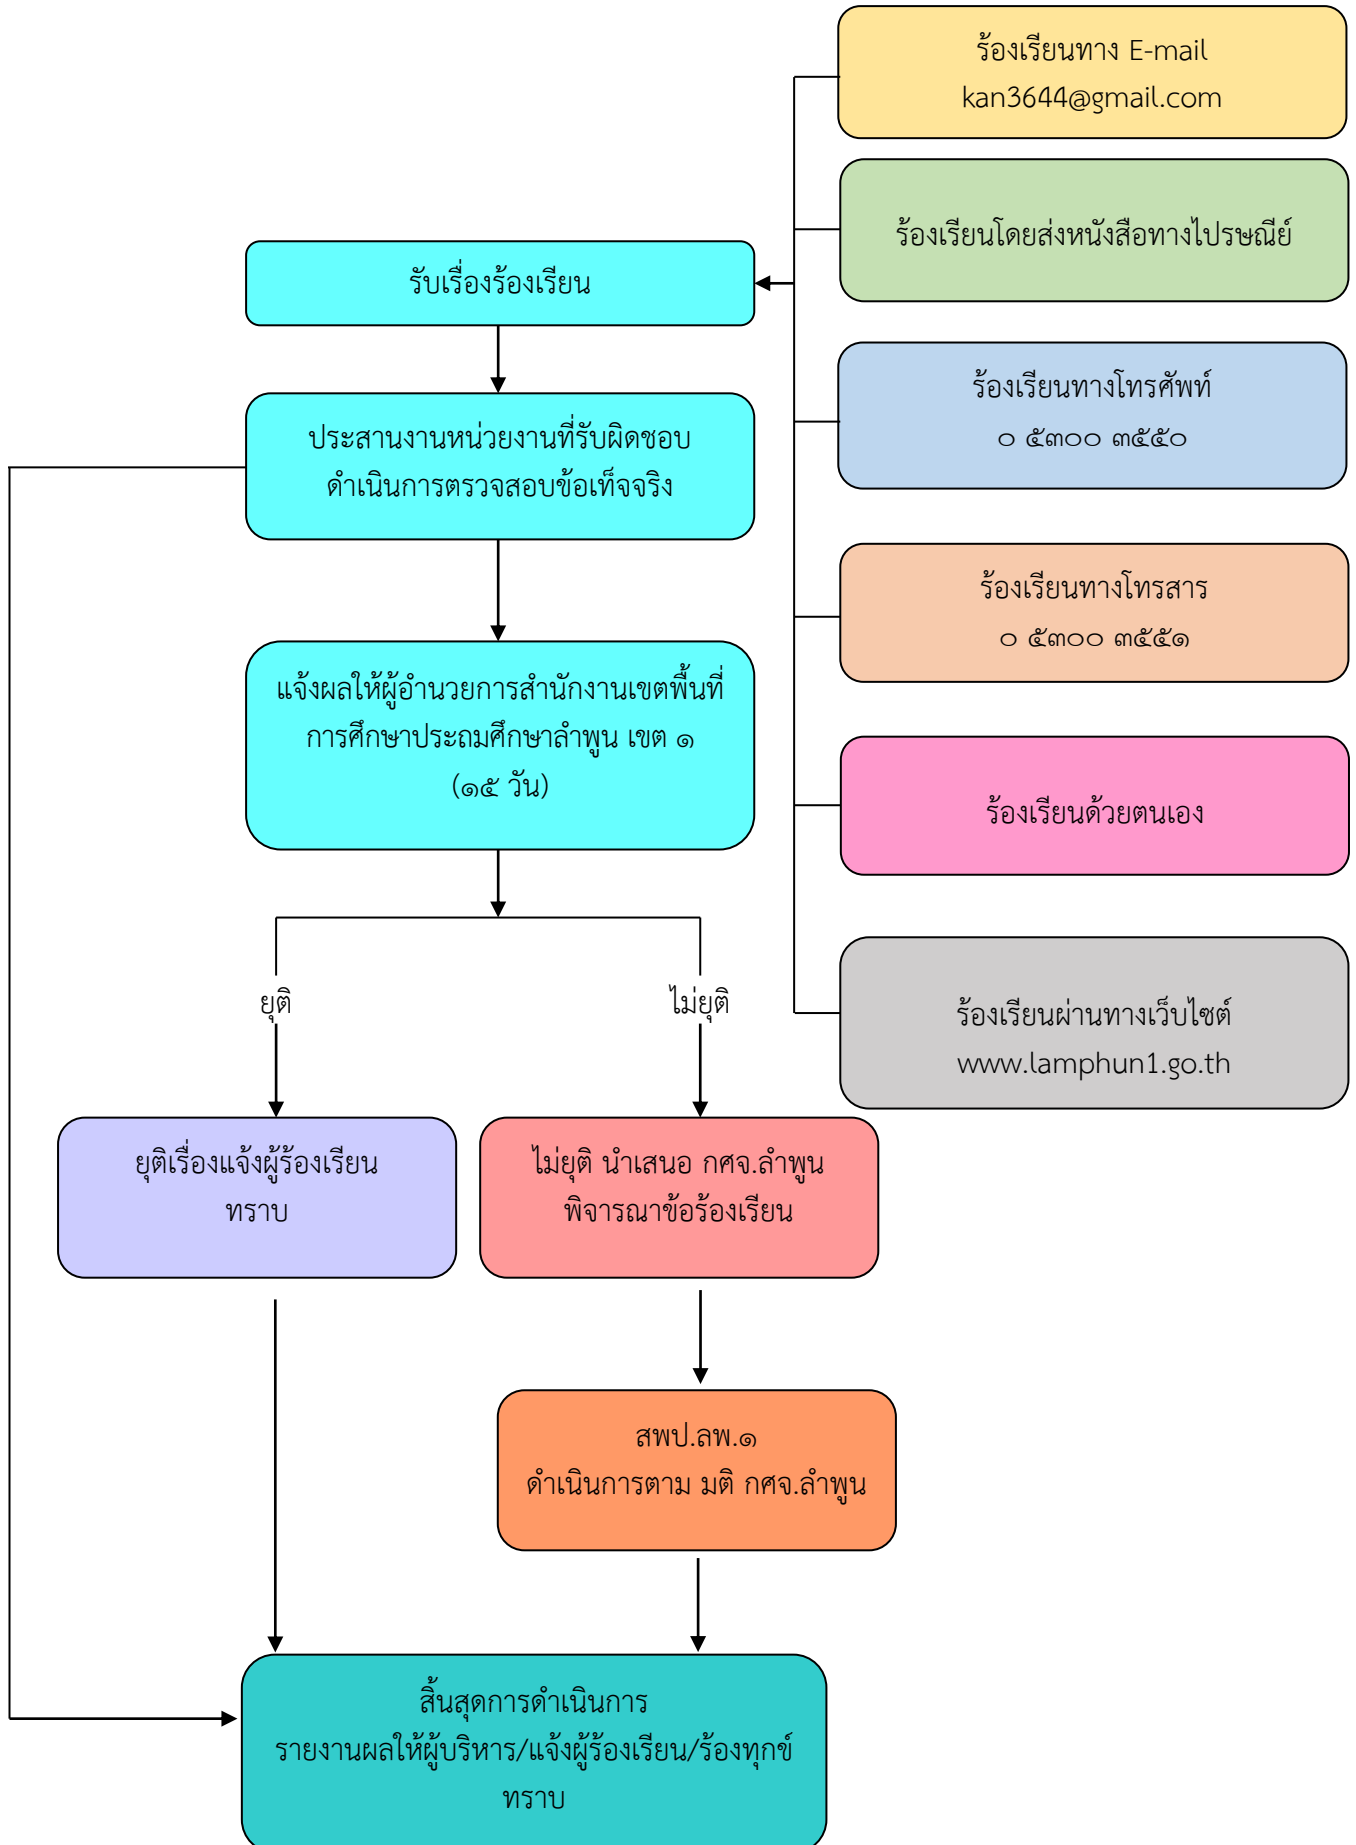 ร้องเรียนทาง E-mail
kan3644@gmail.com
ร้องเรียนโดยส่งหนังสือทางไปรษณีย์
รับเรื่องร้องเรียน
ร้องเรียนทางโทรศัพท์
๐ ๕๓๐๐ ๓๕๕๐
ประสานงานหน่วยงานที่รับผิดชอบ
ดำเนินการตรวจสอบข้อเท็จจริง
ร้องเรียนทางโทรสาร
๐ ๕๓๐๐ ๓๕๕๑
แจ้งผลให้ผู้อำนวยการสำนักงานเขตพื้นที่
การศึกษาประถมศึกษาลำพูน เขต ๑
(๑๕ วัน)
ร้องเรียนด้วยตนเอง
ร้องเรียนผ่านทางเว็บไซต์
www.lamphun1.go.th
ยุติ
ไม่ยุติ
ยุติเรื่องแจ้งผู้ร้องเรียน
ทราบ
ไม่ยุติ นำเสนอ กศจ.ลำพูน
พิจารณาข้อร้องเรียน
สพป.ลพ.๑
ดำเนินการตาม มติ กศจ.ลำพูน
สิ้นสุดการดำเนินการ
รายงานผลให้ผู้บริหาร/แจ้งผู้ร้องเรียน/ร้องทุกข์
ทราบ